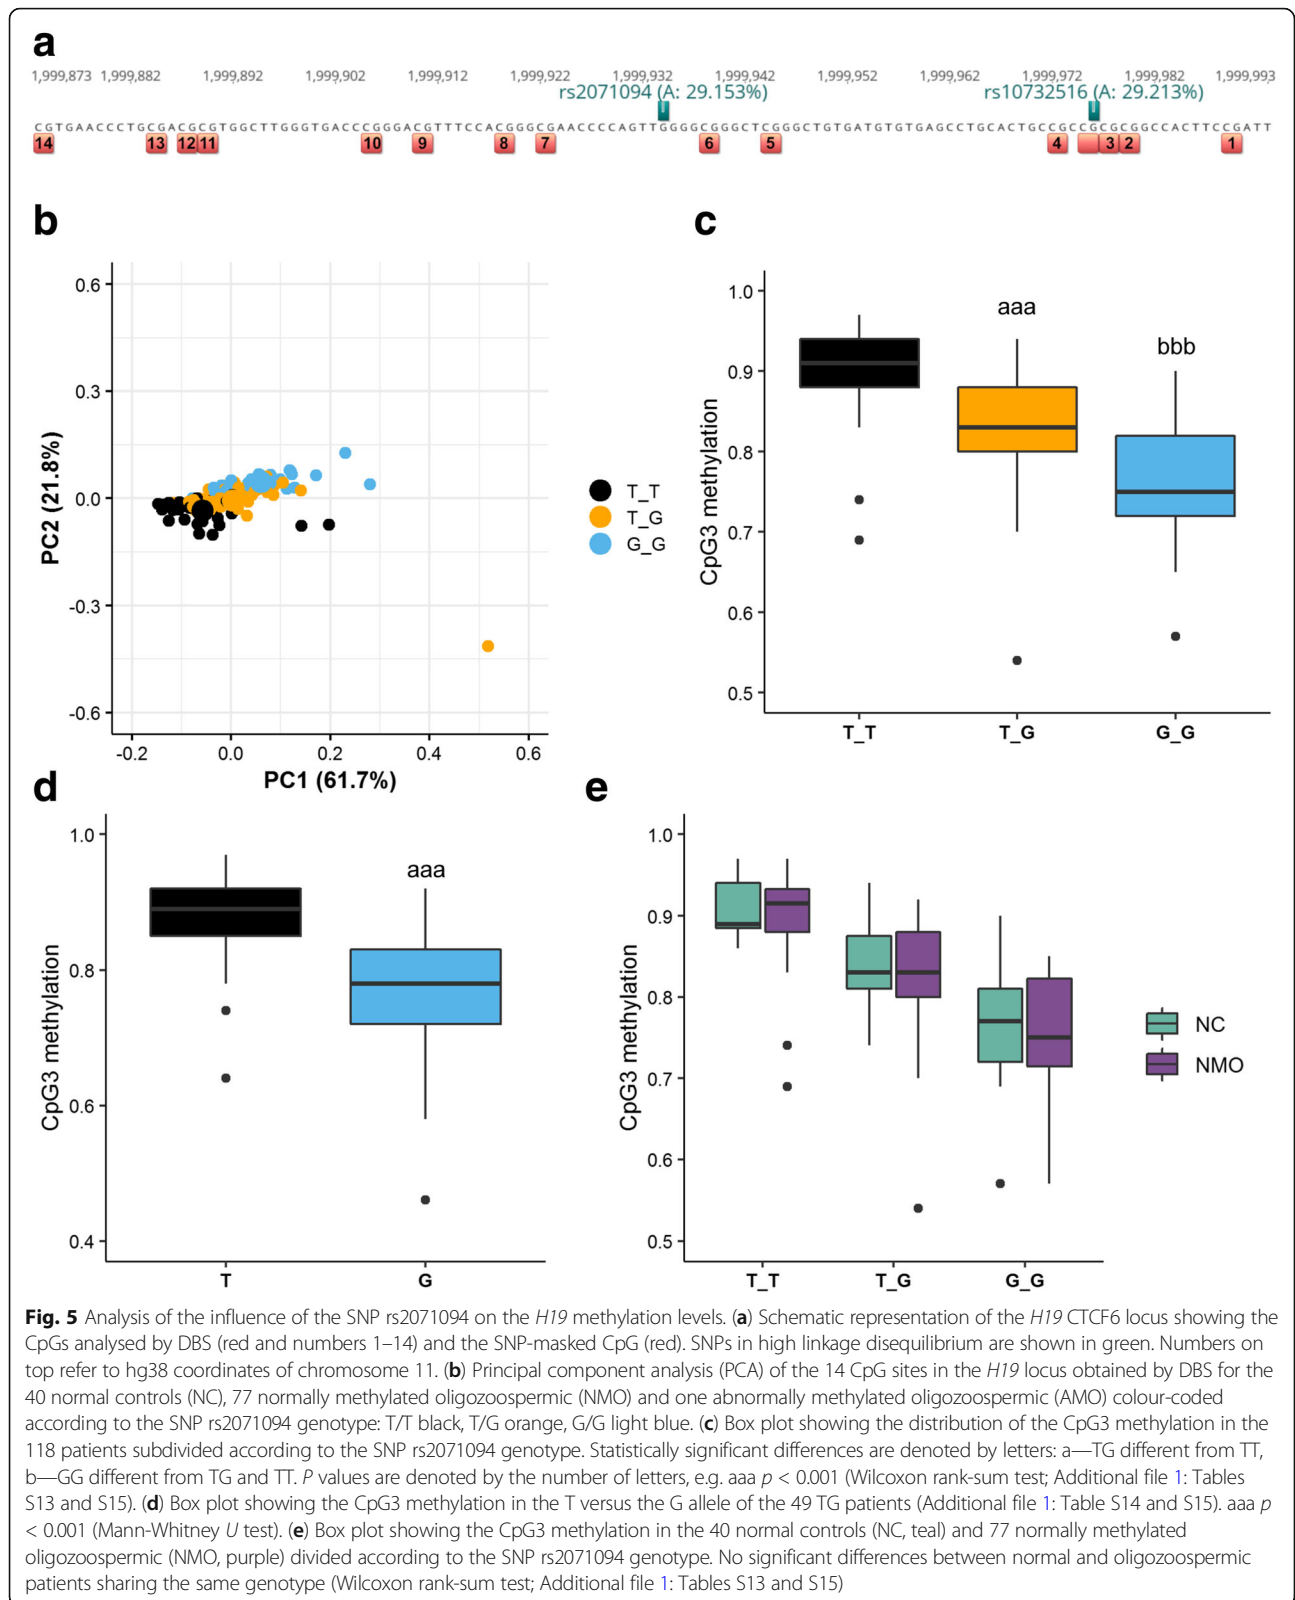 a
1,999,873 1,999,882 1,999,892 1,999,902 1,999,912 1,999,922 1,999,932 1,999,942 1,999,952 1,999,962 1,999,972 1,999,982 1,999,993
rs2071094 (A: 29.153%) rs10732516 (A: 29.213%)
CGTGAACCCTGCGACGCGTGGCTTGGGTGACCCGGGACGTTTCCACGGGCGAACCCCAGTTGGGGCGGGCTCGGGCTGTGATGTGTGAGCCTGCACTGCCGCCGCGCGGCCACTTCCGATT
14 13 12 11 10 9 8 7 6 5 4 3 2 1
b
0.6
0.3
0.0
-0.3
-0.6
PC2 (21.8%)
-0.2 0.0 0.2 0.4 0.6
PC1 (61.7%)
T_T
T_G
G_G
c
1.0
0.9
0.8
0.7
0.6
0.5
CpG3 methylation
aaa
bbb
T_T T_G G_G
d
1.0
0.8
0.6
0.4
CpG3 methylation
aaa
T G
e
1.0
0.9
0.8
0.7
0.6
0.5
CpG3 methylation
T_T T_G G_G
NC
NMO
Fig. 5 Analysis of the influence of the SNP rs2071094 on the H19 methylation levels. (a) Schematic representation of the H19 CTCF6 locus showing the
CpGs analysed by DBS (red and numbers 1–14) and the SNP-masked CpG (red). SNPs in high linkage disequilibrium are shown in green. Numbers on
top refer to hg38 coordinates of chromosome 11. (b) Principal component analysis (PCA) of the 14 CpG sites in the H19 locus obtained by DBS for the
40 normal controls (NC), 77 normally methylated oligozoospermic (NMO) and one abnormally methylated oligozoospermic (AMO) colour-coded
according to the SNP rs2071094 genotype: T/T black, T/G orange, G/G light blue. (c) Box plot showing the distribution of the CpG3 methylation in the
118 patients subdivided according to the SNP rs2071094 genotype. Statistically significant differences are denoted by letters: a—TG different from TT,
b—GG different from TG and TT. P values are denoted by the number of letters, e.g. aaa p < 0.001 (Wilcoxon rank-sum test; Additional file 1: Tables
S13 and S15). (d) Box plot showing the CpG3 methylation in the T versus the G allele of the 49 TG patients (Additional file 1: Table S14 and S15). aaa p
< 0.001 (Mann-Whitney U test). (e) Box plot showing the CpG3 methylation in the 40 normal controls (NC, teal) and 77 normally methylated
oligozoospermic (NMO, purple) divided according to the SNP rs2071094 genotype. No significant differences between normal and oligozoospermic
patients sharing the same genotype (Wilcoxon rank-sum test; Additional file 1: Tables S13 and S15)